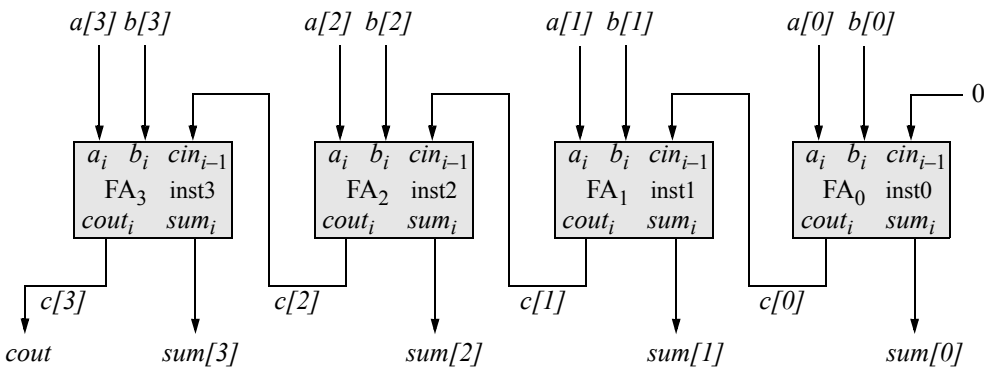 a[3] b[3] a[2] b[2] a[1] b[1] a[0] b[0]
0
aᵢ bᵢ cinᵢ₋₁ aᵢ bᵢ cinᵢ₋₁ aᵢ bᵢ cinᵢ₋₁ aᵢ bᵢ cinᵢ₋₁
FA₃ inst3 FA₂ inst2 FA₁ inst1 FA₀ inst0
coutᵢ sumᵢ coutᵢ sumᵢ coutᵢ sumᵢ coutᵢ sumᵢ
c[3] c[2] c[1] c[0]
cout sum[3] sum[2] sum[1] sum[0]